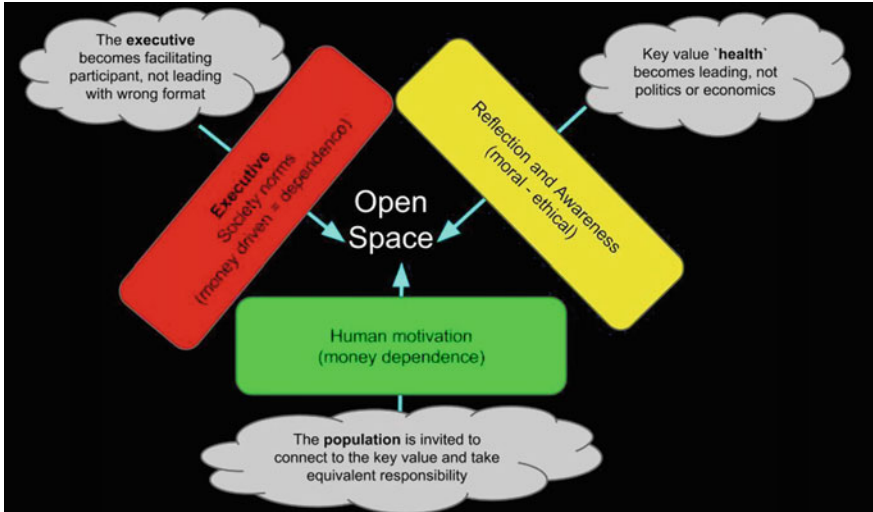 The executive
becomes facilitating
participant, not leading
with wrong format
Key value `health`
becomes leading, not
politics or economics
Executive
Society norms
(money driven = dependence)
Reflection and Awareness
(moral - ethical)
Open
Space
Human motivation
(money dependence)
The population is invited to
connect to the key value and take
equivalent responsibility